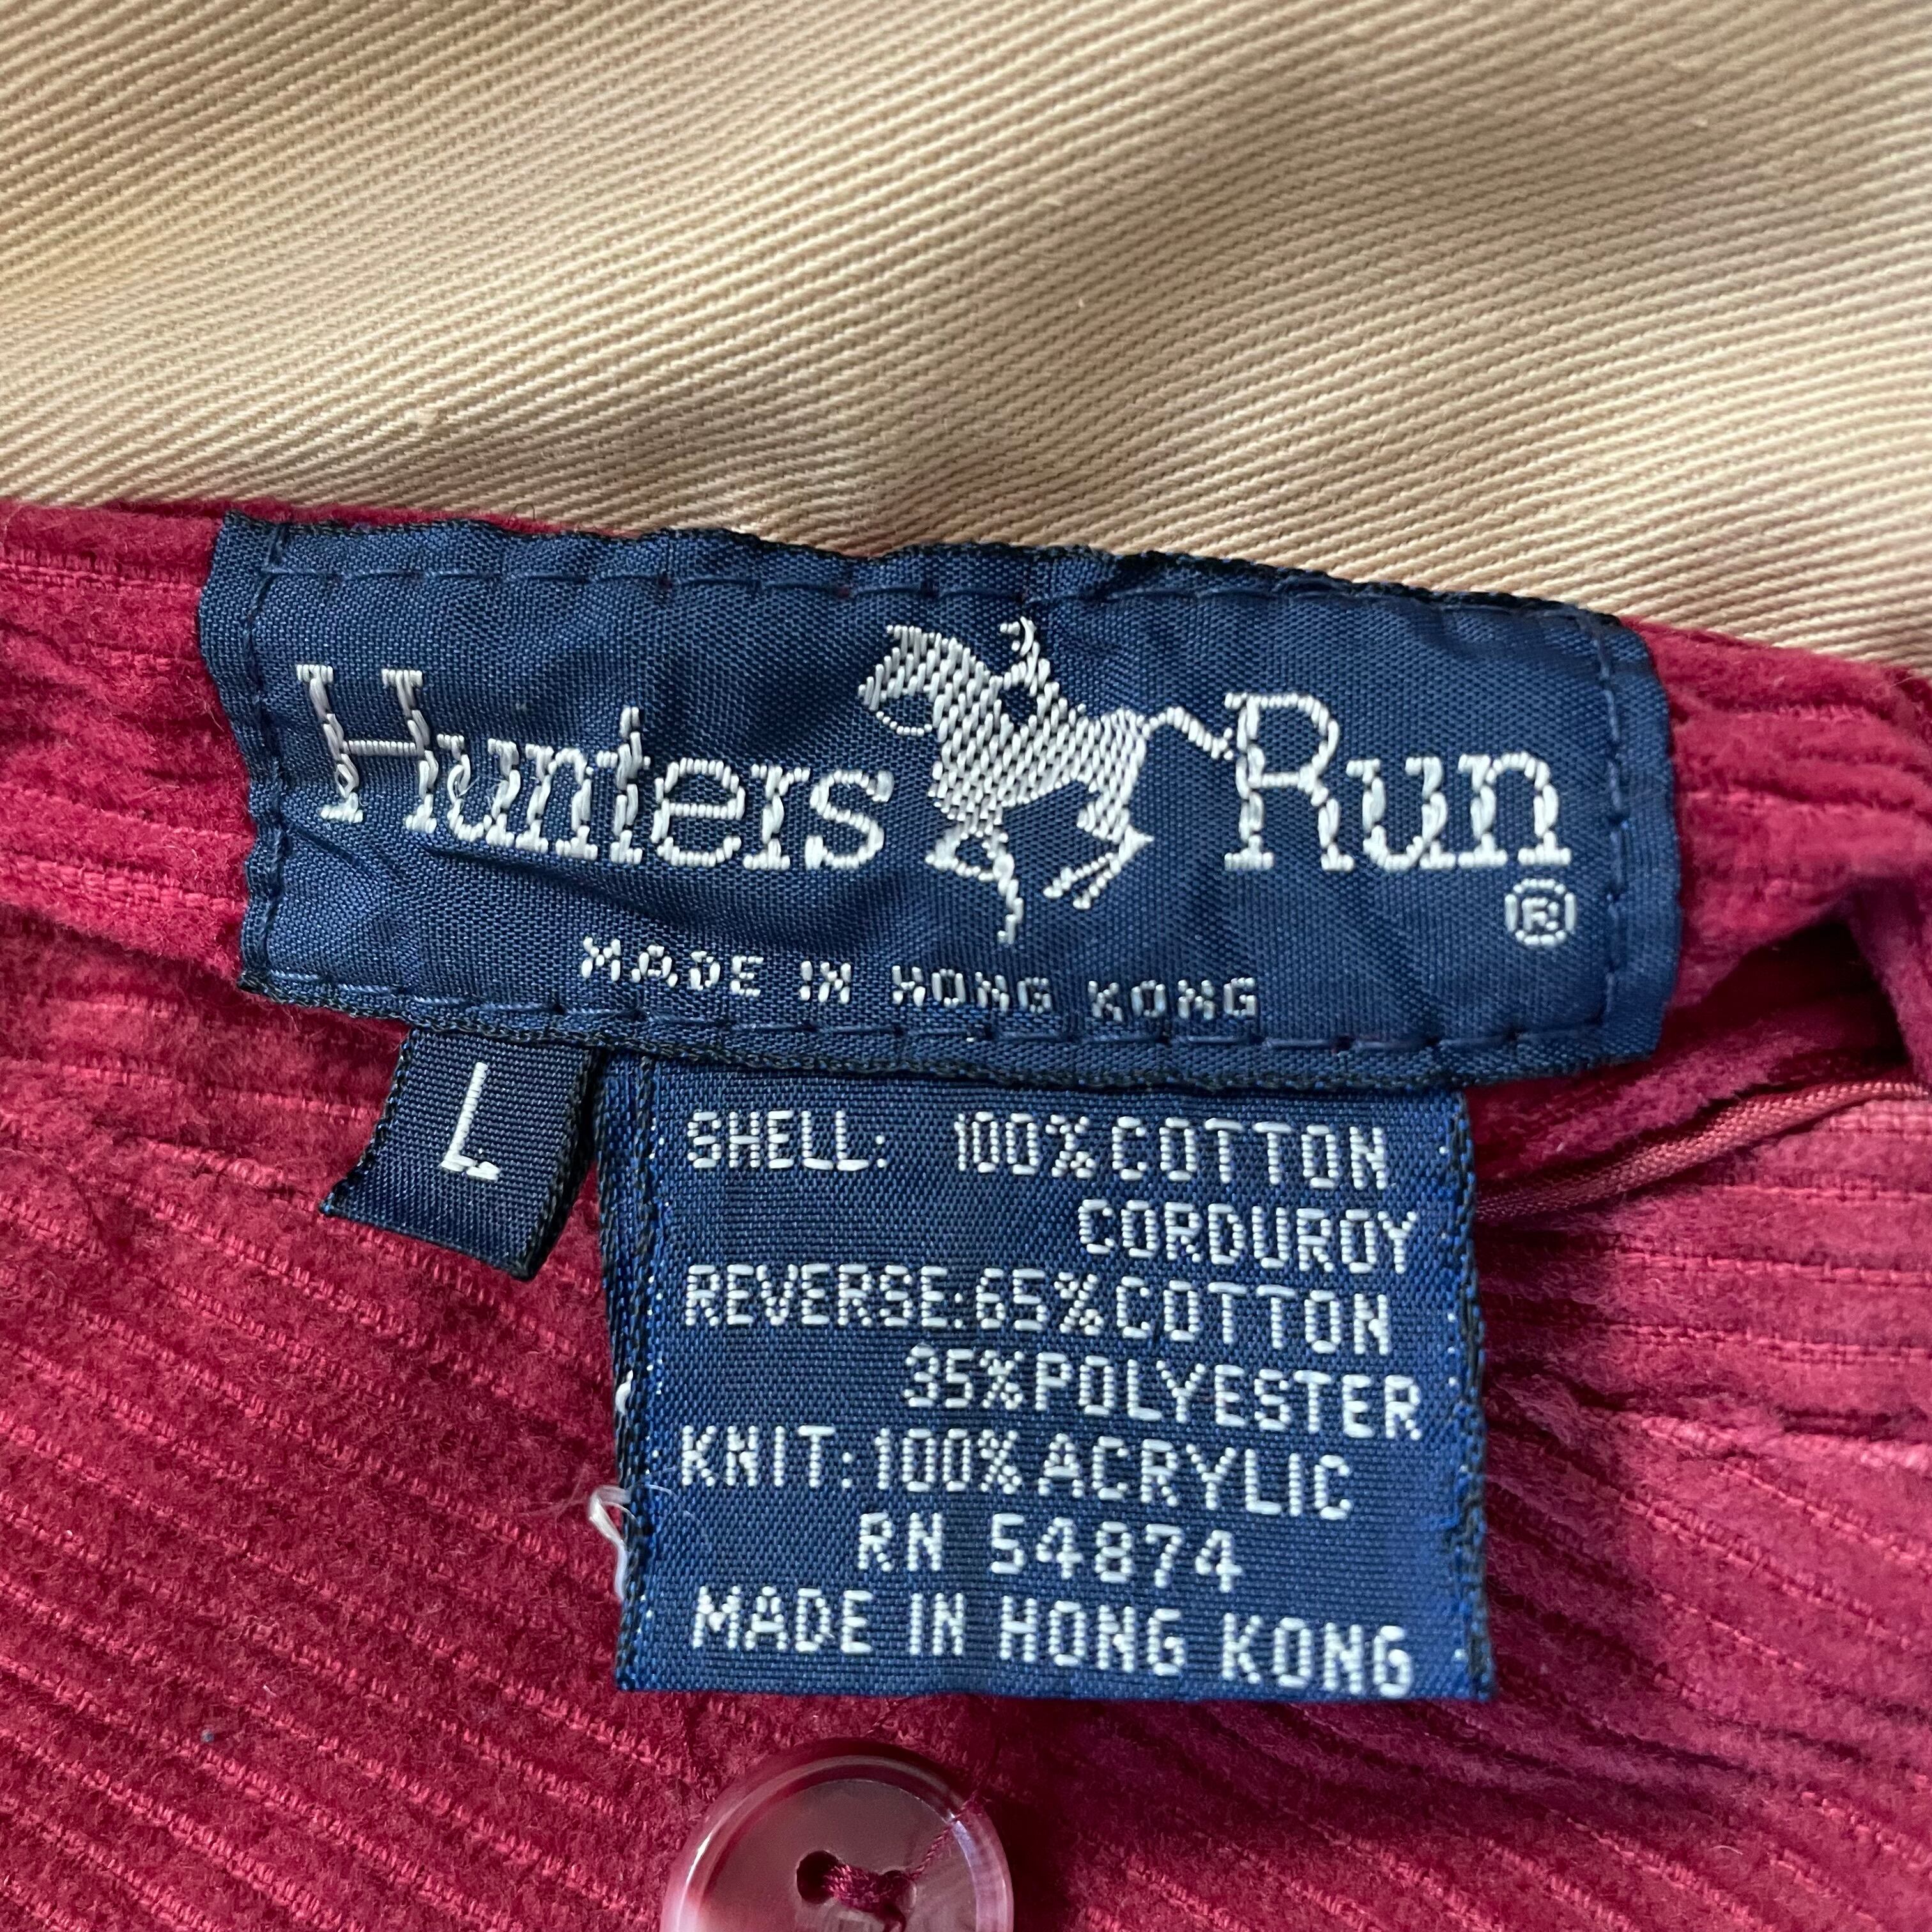 Hunters Run
®
MADE IN HONG KONG
L
SHELL: 100% COTTON
CORDUROY
REVERSE: 65% COTTON
35% POLYESTER
KNIT: 100% ACRYLIC
RN 54874
MADE IN HONG KONG